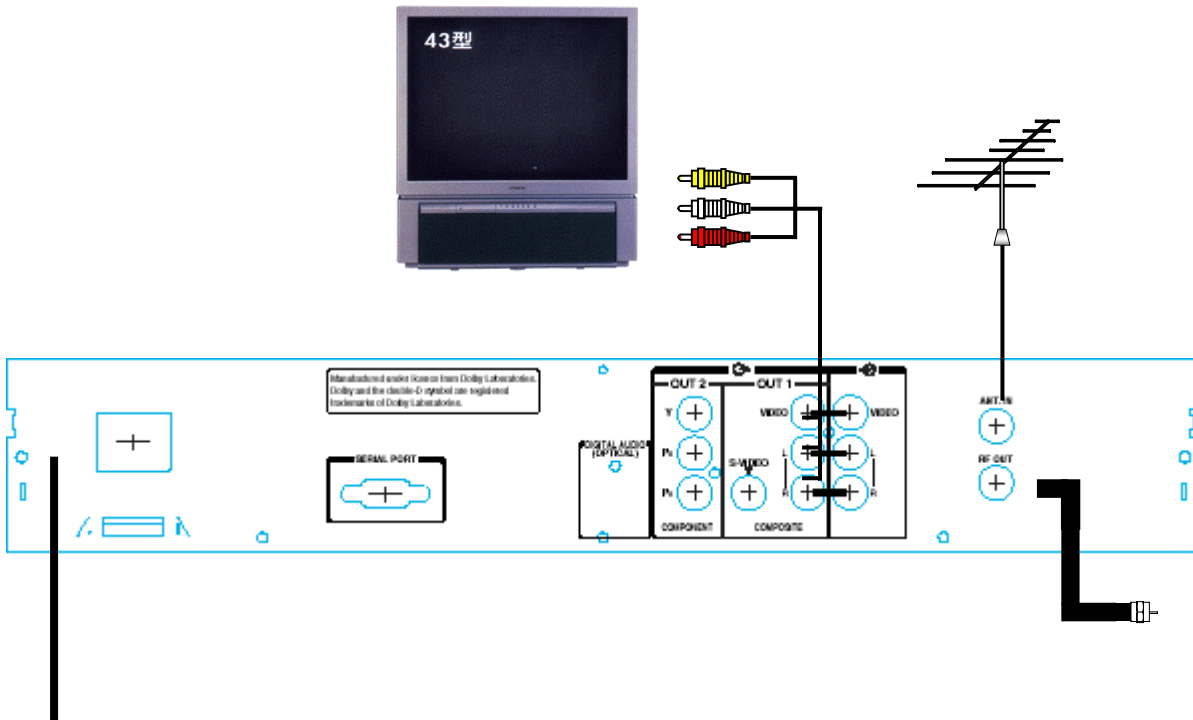 43型
Manufactured under license from Dolby Laboratories.
Dolby and the double-D symbol are registered
trademarks of Dolby Laboratories.
SERIAL PORT
DIGITAL AUDIO
(OPTICAL)
OUT 2
OUT 1
Y
VIDEO
VIDEO
L
L
S-VIDEO
R
R
COMPONENT
COMPOSITE
ANT. IN
RF OUT